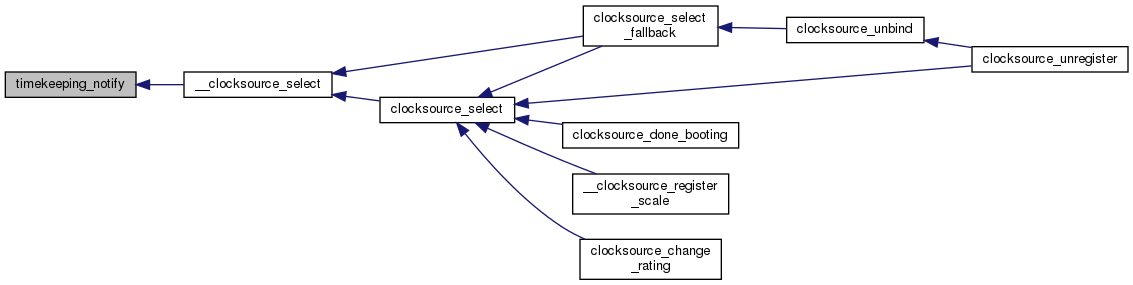 clocksource_select
_fallback
clocksource_unbind
clocksource_unregister
timekeeping_notify
__clocksource_select
clocksource_select
clocksource_done_booting
__clocksource_register
_scale
clocksource_change
_rating